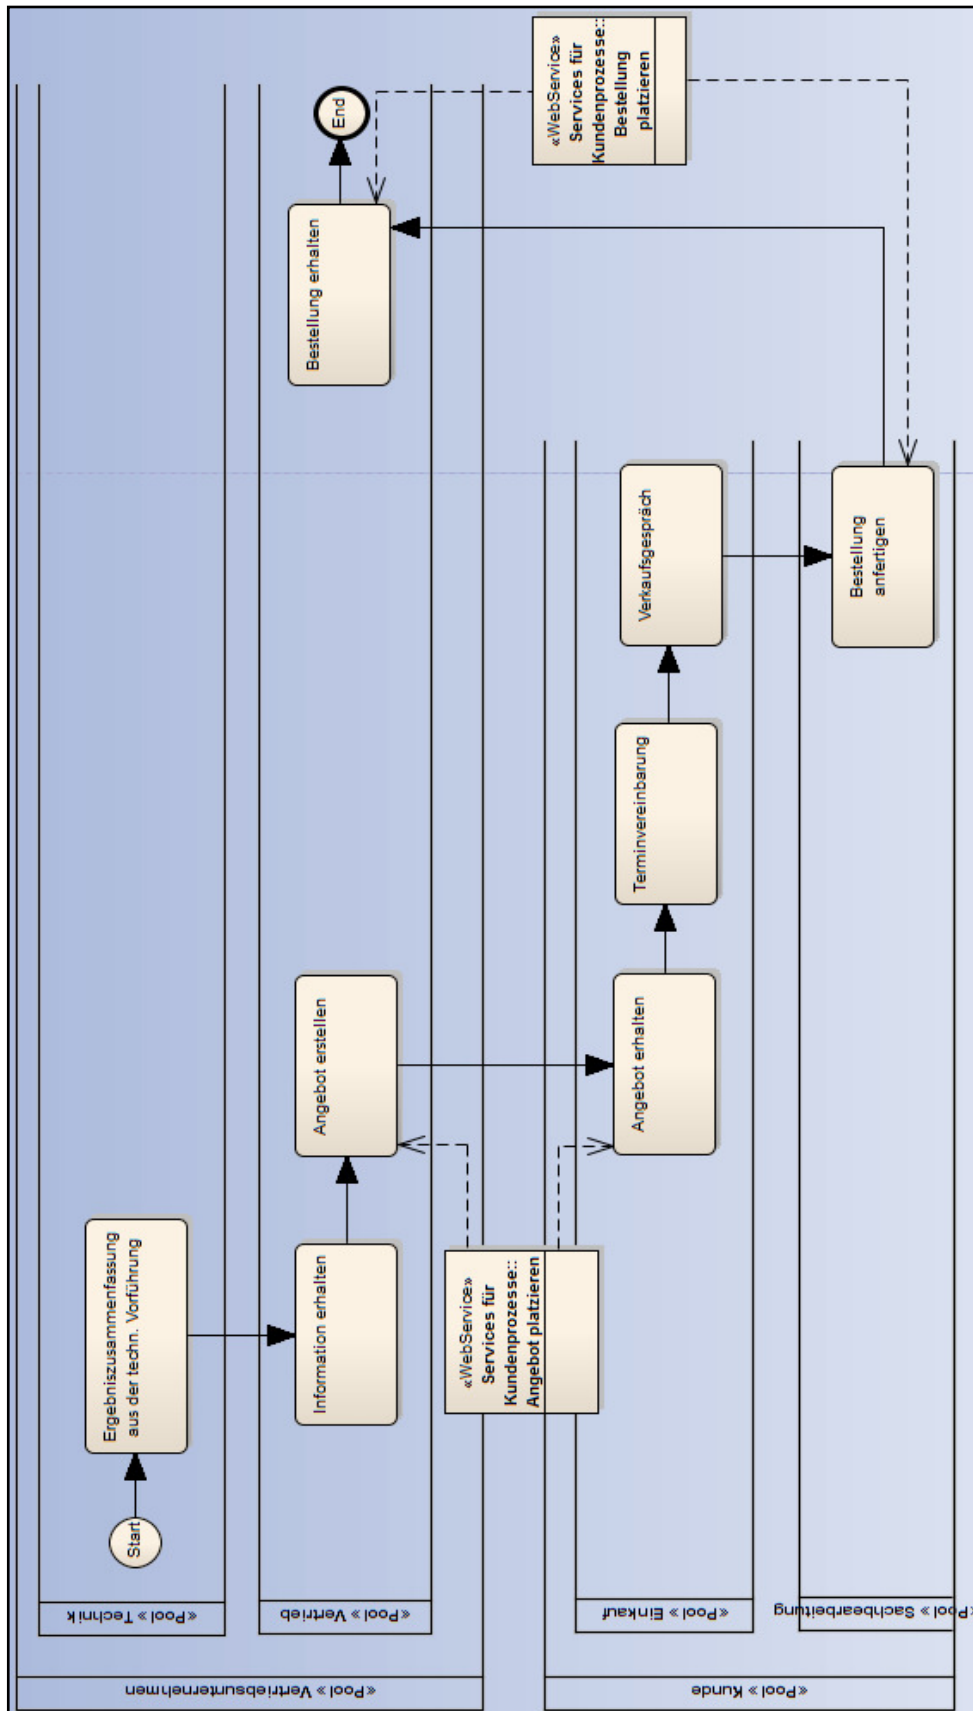 «Pool» Vertriebsunternehmen
«Pool» Technik
Start
Ergebniszusammenfassung
aus der techn. Vorführung
«Pool» Vertrieb
Information erhalten
Angebot erstellen
Bestellung erhalten
End
«WebService»
Services für
Kundenprozesse::
Angebot platzieren
«WebService»
Services für
Kundenprozesse::
Bestellung
platzieren
«Pool» Kunde
«Pool» Einkauf
Angebot erhalten
Terminvereinbarung
Verkaufsgespräch
«Pool» Sachbearbeitung
Bestellung
anfertigen